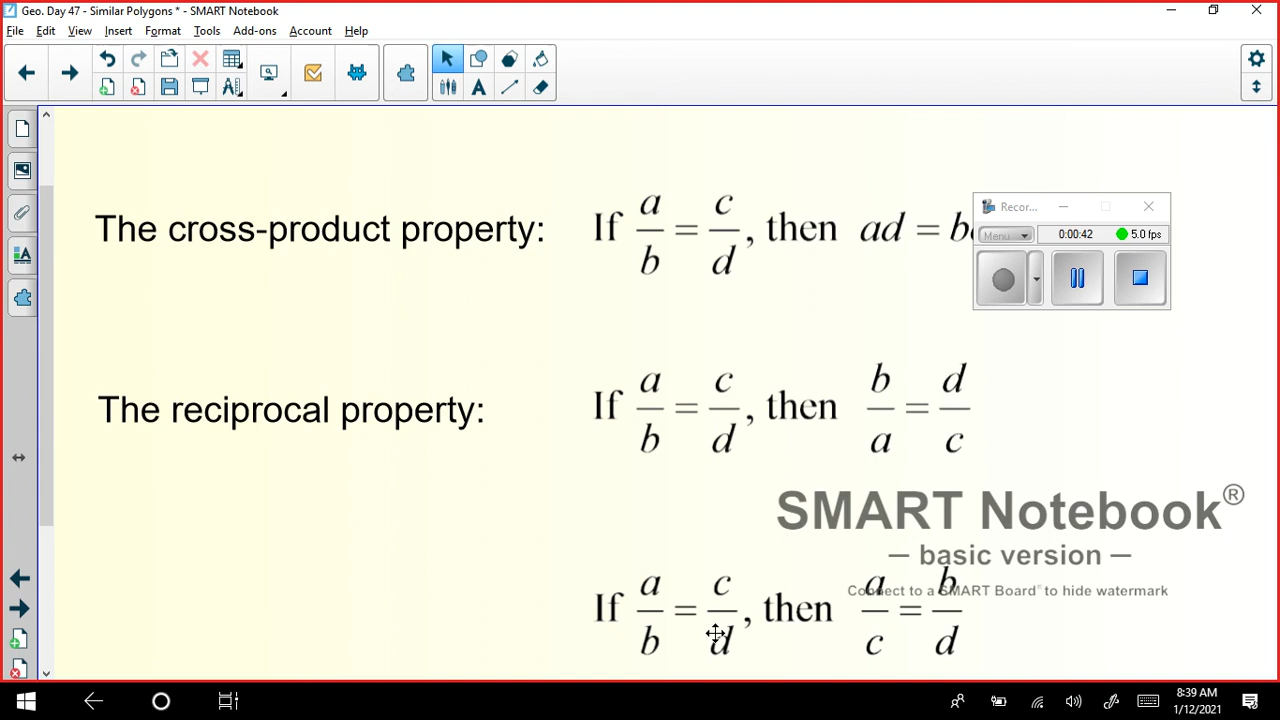 Geo. Day 47 - Similar Polygons * - SMART Notebook
File Edit View Insert Format Tools Add-ons Account Help
The cross-product property: If a/b = c/d, then ad = b
Recor...
Menu 0:00:42 5.0 fps
The reciprocal property: If a/b = c/d, then b/a = d/c
SMART Notebook®
— basic version —
Connect to a SMART Board® to hide watermark
If a/b = c/d, then a/c = b/d
8:39 AM
1/12/2021